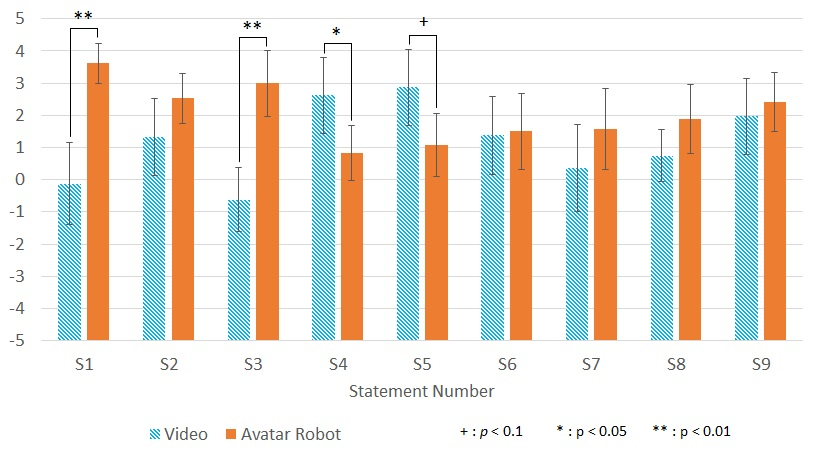 5
4
3
2
1
0
-1
-2
-3
-4
-5
** ** * +
S1 S2 S3 S4 S5 S6 S7 S8 S9
Statement Number
Video Avatar Robot + : p < 0.1 * : p < 0.05 ** : p < 0.01